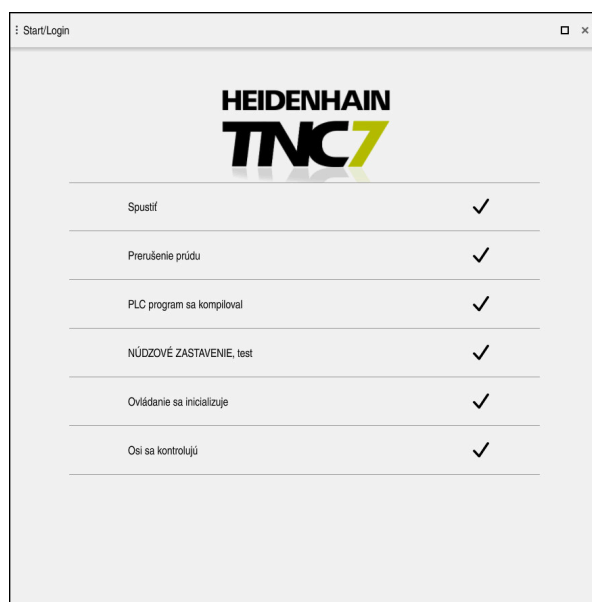 Start/Login
HEIDENHAIN
TNC7
Spustiť
Prerušenie prúdu
PLC program sa kompiloval
NÚDZOVÉ ZASTAVENIE, test
Ovládanie sa inicializuje
Osi sa kontrolujú